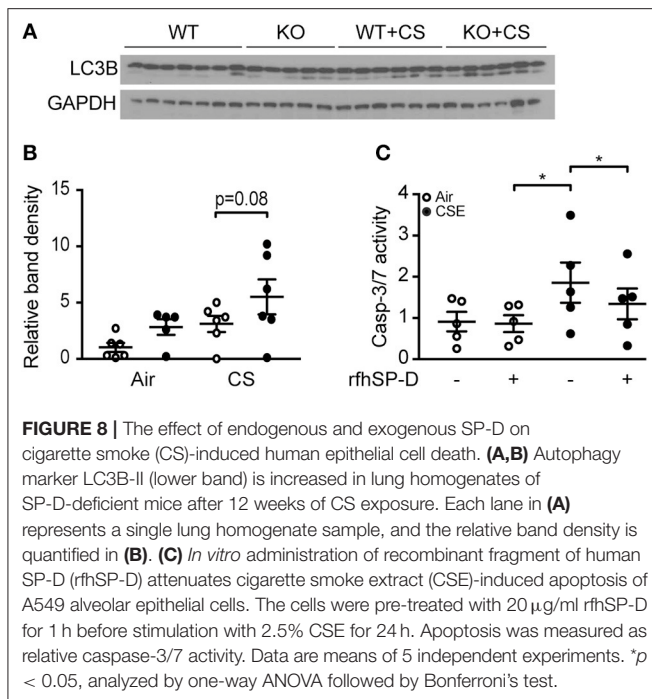 A
WT KO WT+CS KO+CS
LC3B
GAPDH
B
Relative band density
10
5
0
p=0.08
Air CS
C
Casp-3/7 activity
4
3
2
1
0
Air
CSE
* *
rfhSP-D - + - +
FIGURE 8 | The effect of endogenous and exogenous SP-D on
cigarette smoke (CS)-induced human epithelial cell death. (A,B) Autophagy
marker LC3B-II (lower band) is increased in lung homogenates of
SP-D-deficient mice after 12 weeks of CS exposure. Each lane in (A)
represents a single lung homogenate sample, and the relative band density is
quantified in (B). (C) In vitro administration of recombinant fragment of human
SP-D (rfhSP-D) attenuates cigarette smoke extract (CSE)-induced apoptosis of
A549 alveolar epithelial cells. The cells were pre-treated with 20 μg/ml rfhSP-D
for 1 h before stimulation with 2.5% CSE for 24 h. Apoptosis was measured as
relative caspase-3/7 activity. Data are means of 5 independent experiments. *p
< 0.05, analyzed by one-way ANOVA followed by Bonferroni's test.